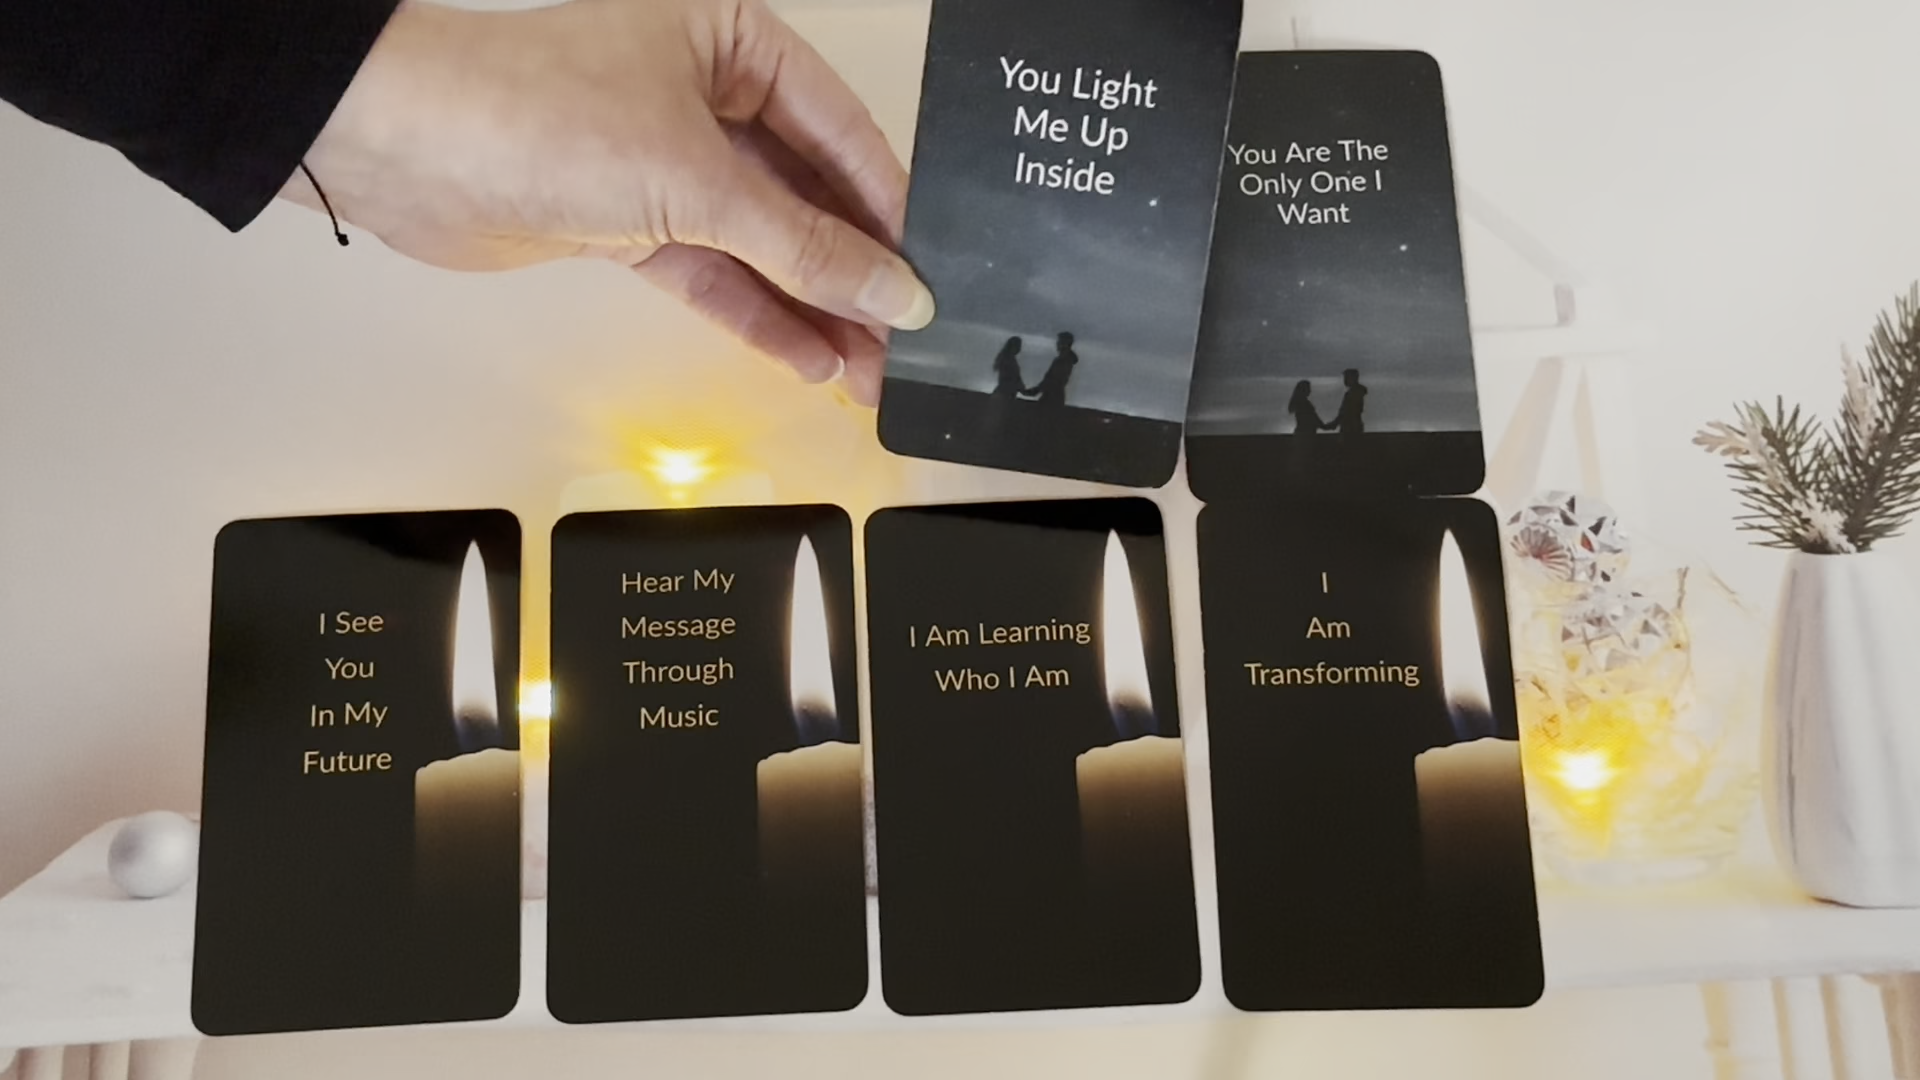 You Light
Me Up
Inside
You Are The
Only One I
Want
I See
You
In My
Future
Hear My
Message
Through
Music
I Am Learning
Who I Am
I
Am
Transforming